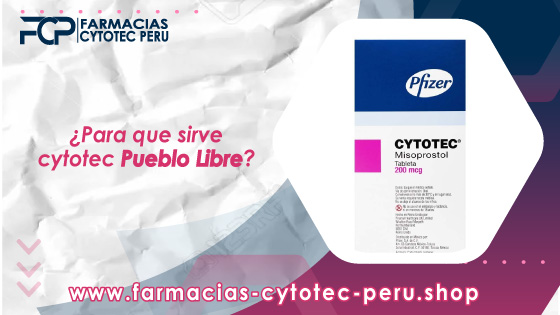 FCP
FARMACIAS
CYTOTEC PERU
¿Para que sirve
cytotec Pueblo Libre?
Pfizer
CYTOTEC®
Misoprostol
Tableta
200 mcg
www.farmacias-cytotec-peru.shop